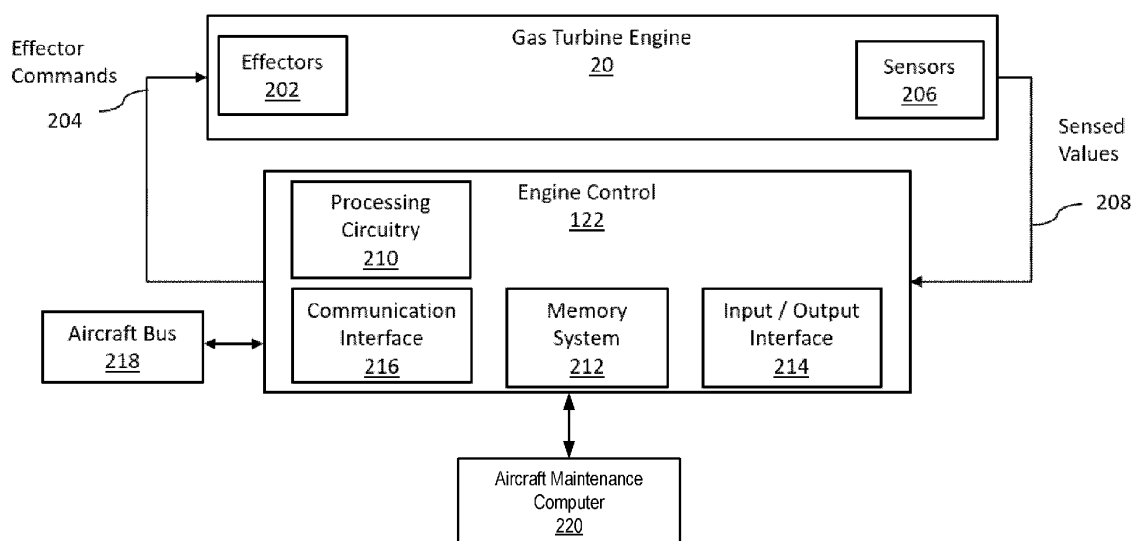 Effector
Commands
204
Gas Turbine Engine
20
Effectors
202
Sensors
206
Sensed
Values
208
Engine Control
122
Processing
Circuitry
210
Communication
Interface
216
Memory
System
212
Input / Output
Interface
214
Aircraft Bus
218
Aircraft Maintenance
Computer
220